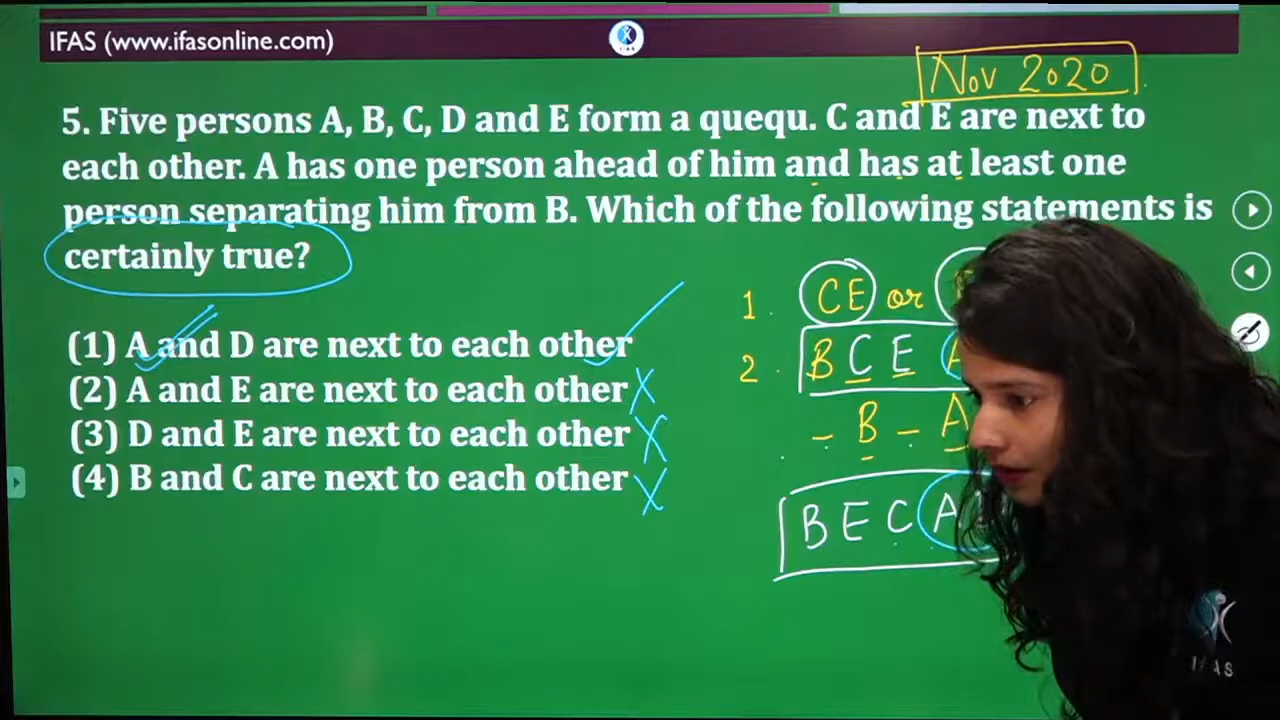 IFAS (www.ifasonline.com)
Nov 2020
5. Five persons A, B, C, D and E form a ququ. C and E are next to
each other. A has one person ahead of him and has at least one
person separating him from B. Which of the following statements is
certainly true?
(1) A and D are next to each other
(2) A and E are next to each other
(3) D and E are next to each other
(4) B and C are next to each other
1. CE or
2. B C E
- B - A
B E C A
IFAS